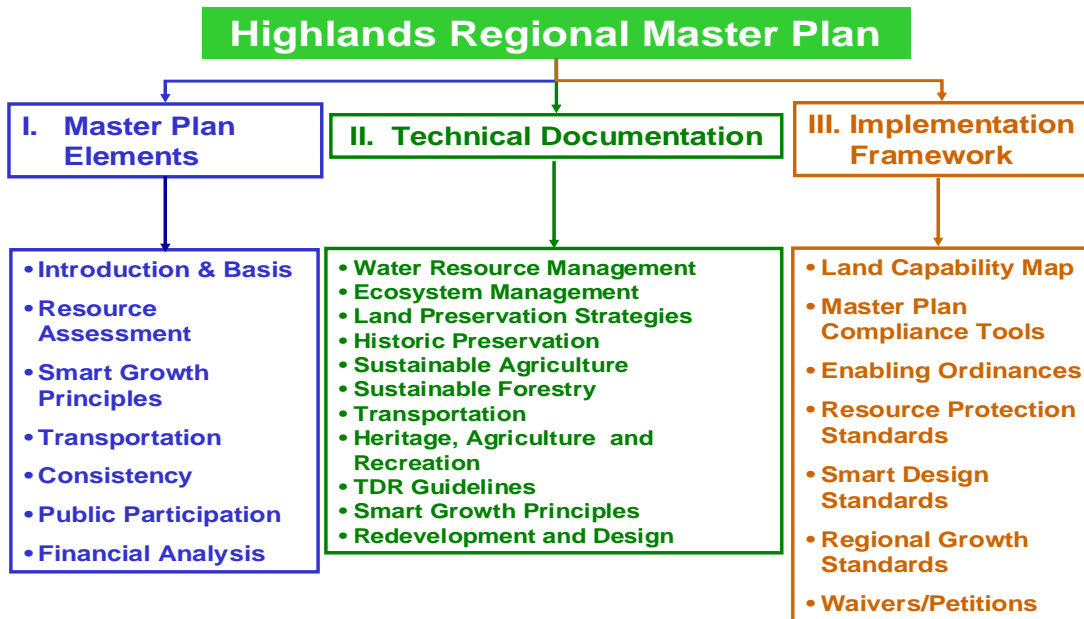 Highlands Regional Master Plan
I. Master Plan
Elements
II. Technical Documentation
III. Implementation
Framework
• Introduction & Basis
• Resource
Assessment
• Smart Growth
Principles
• Transportation
• Consistency
• Public Participation
• Financial Analysis
• Water Resource Management
• Ecosystem Management
• Land Preservation Strategies
• Historic Preservation
• Sustainable Agriculture
• Sustainable Forestry
• Transportation
• Heritage, Agriculture and
Recreation
• TDR Guidelines
• Smart Growth Principles
• Redevelopment and Design
• Land Capability Map
• Master Plan
Compliance Tools
• Enabling Ordinances
• Resource Protection
Standards
• Smart Design
Standards
• Regional Growth
Standards
• Waivers/Petitions